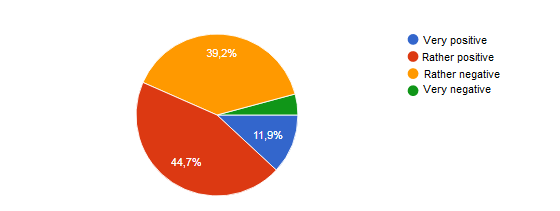 39,2%
11,9%
44,7%
Very positive
Rather positive
Rather negative
Very negative